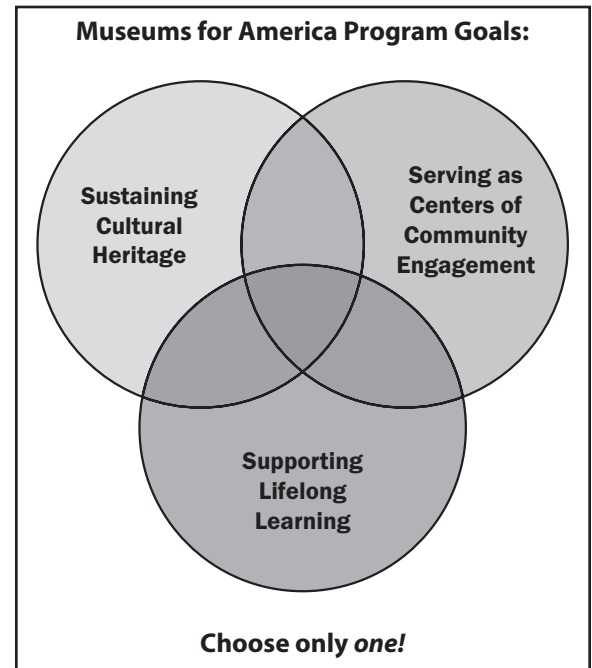 Museums for America Program Goals:
Sustaining
Cultural
Heritage
Serving as
Centers of
Community
Engagement
Supporting
Lifelong
Learning
Choose only one!